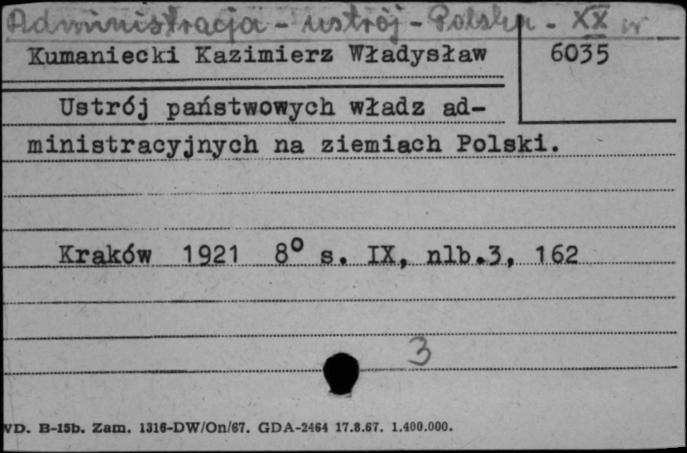 Administracja - ustrój - Polska - XX w
Kumaniecki Kazimierz Władysław 6035
Ustrój państwowych władz ad-
ministracyjnych na ziemiach Polski.
Kraków 1921 8° s. IX, nlb.3, 162
3
WD. B-15b. Zam. 1316-DW/On/67. GDA-2464 17.8.67. 1.400.000.